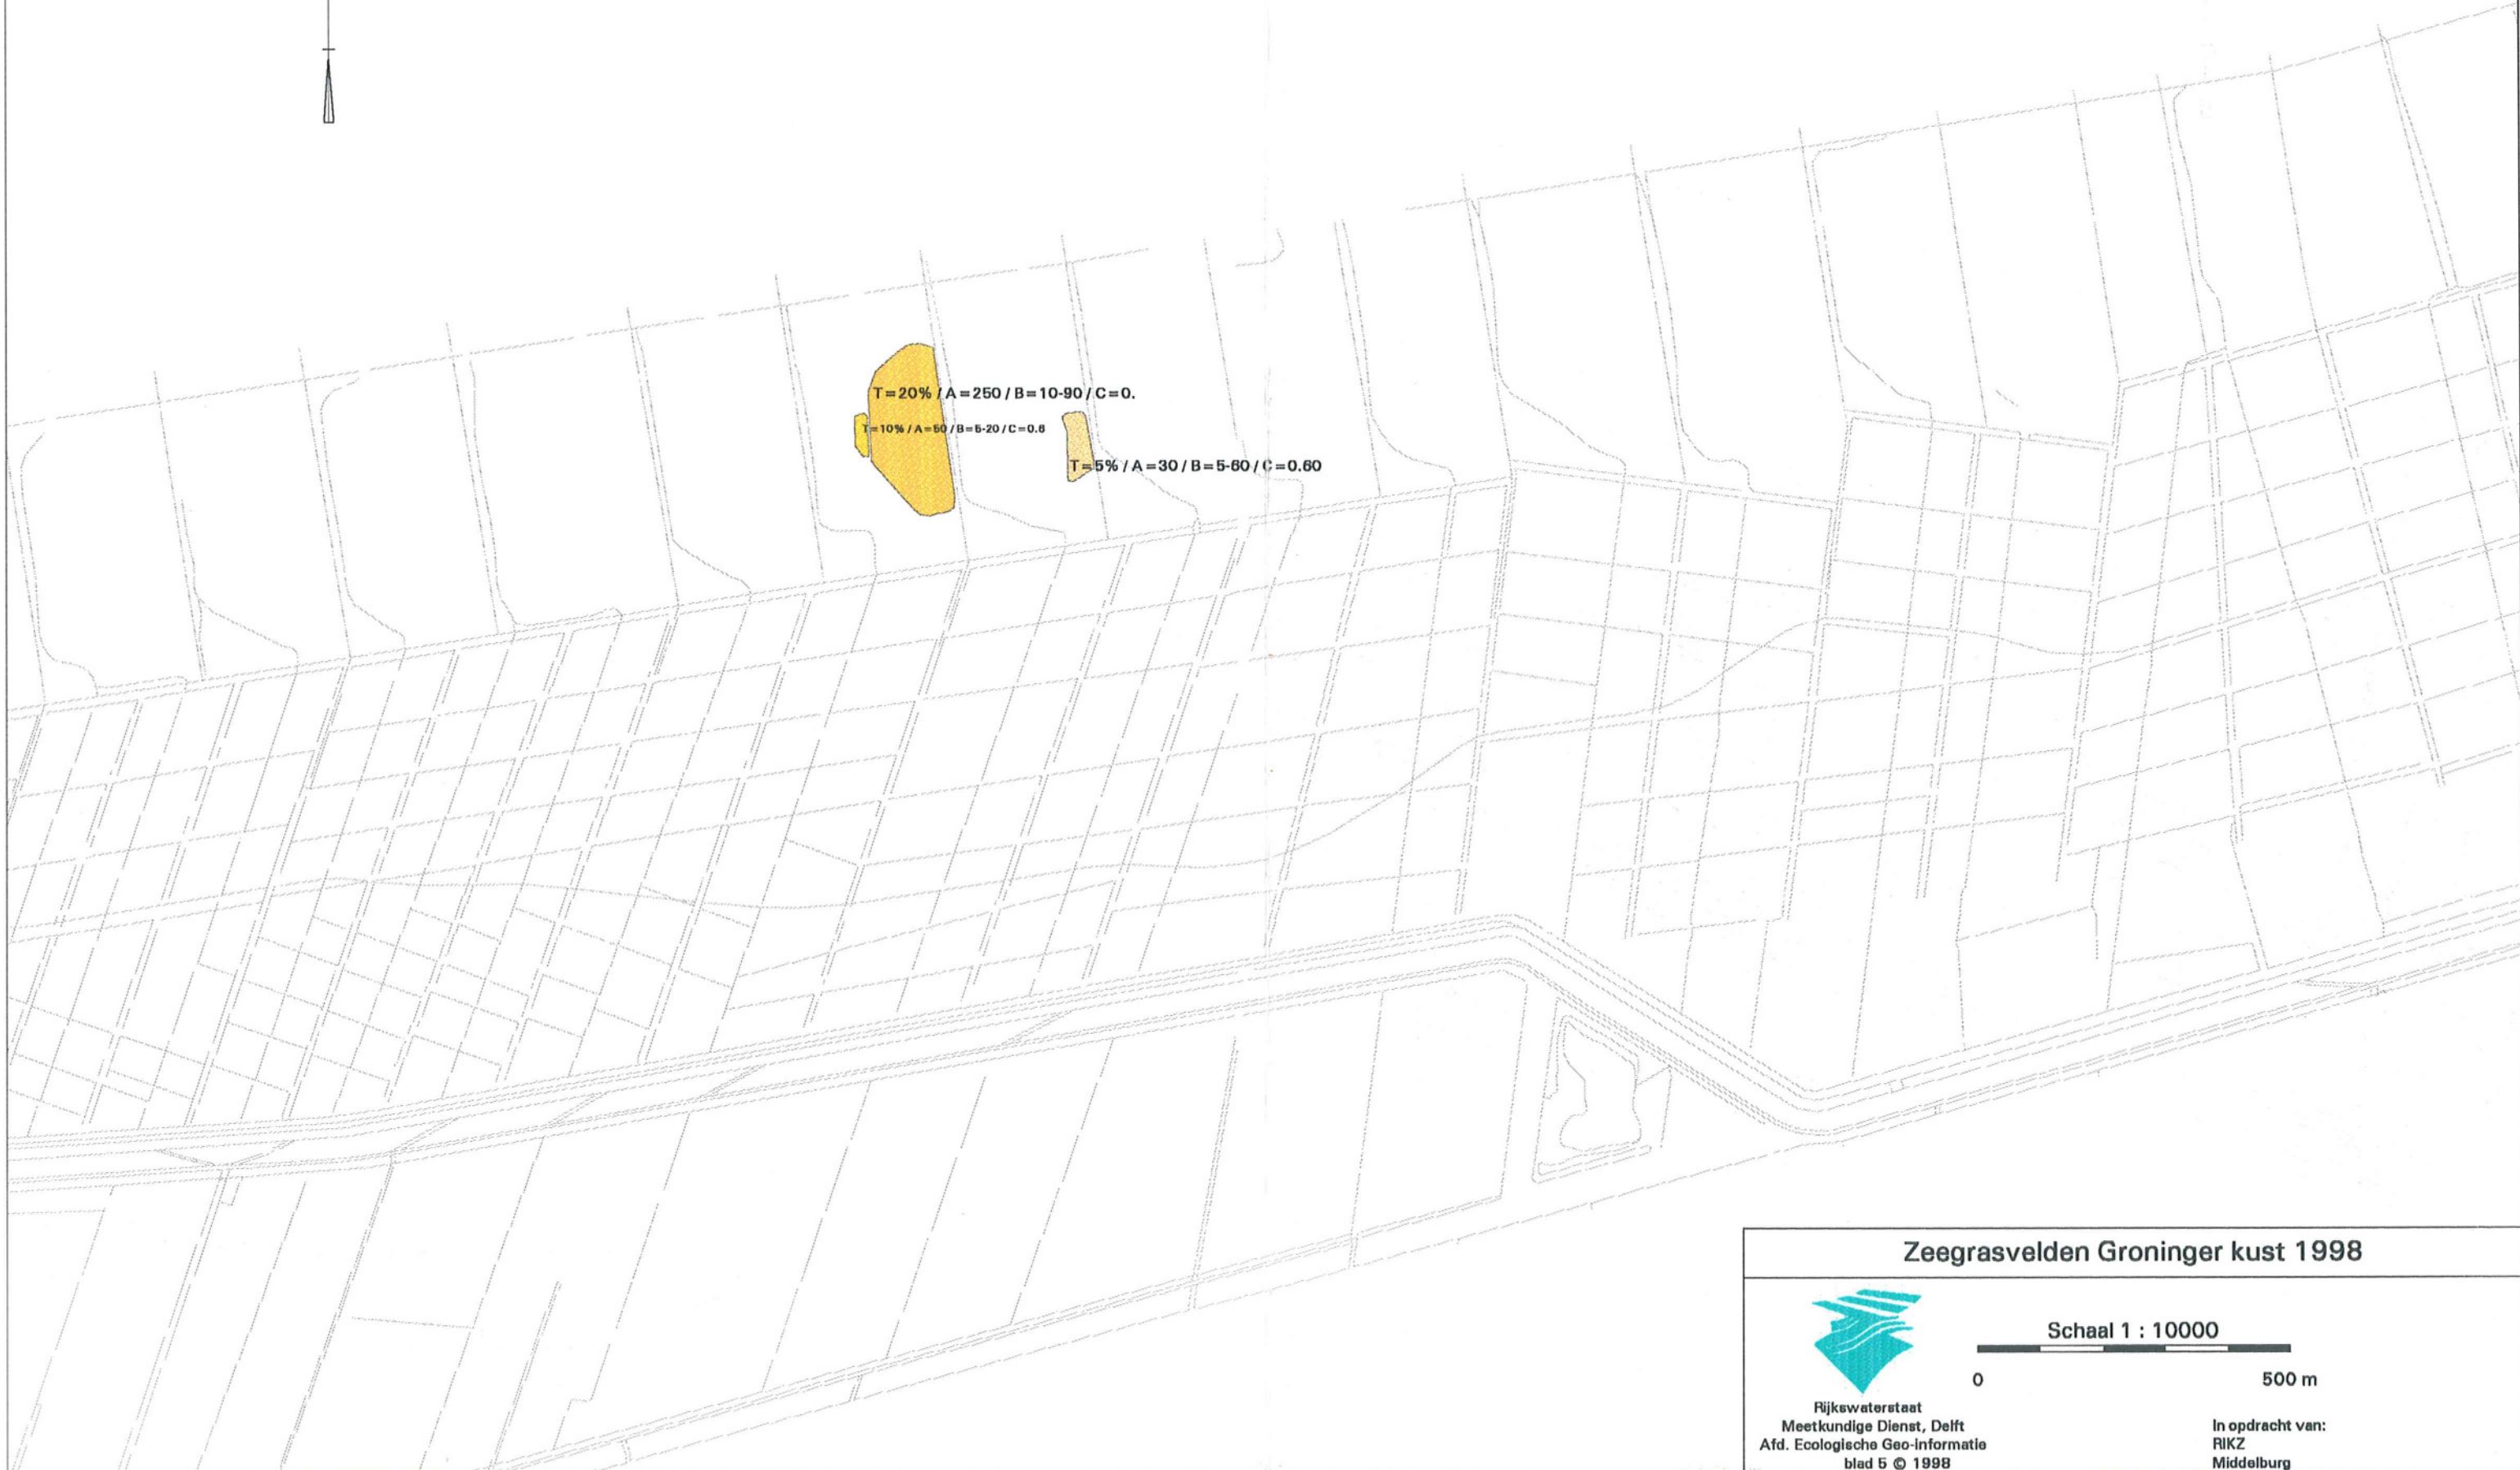 T=20% / A=250 / B=10-90 / C=0.
T=10% / A=50 / B=5-20 / C=0.6
T=5% / A=30 / B=5-60 / C=0.60
Zeegrasvelden Groninger kust 1998
Schaal 1 : 10000
0 500 m
Rijkswaterstaat
Meetkundige Dienst, Delft
Afd. Ecologische Geo-informatie
blad 5 © 1998
In opdracht van:
RIKZ
Middelburg